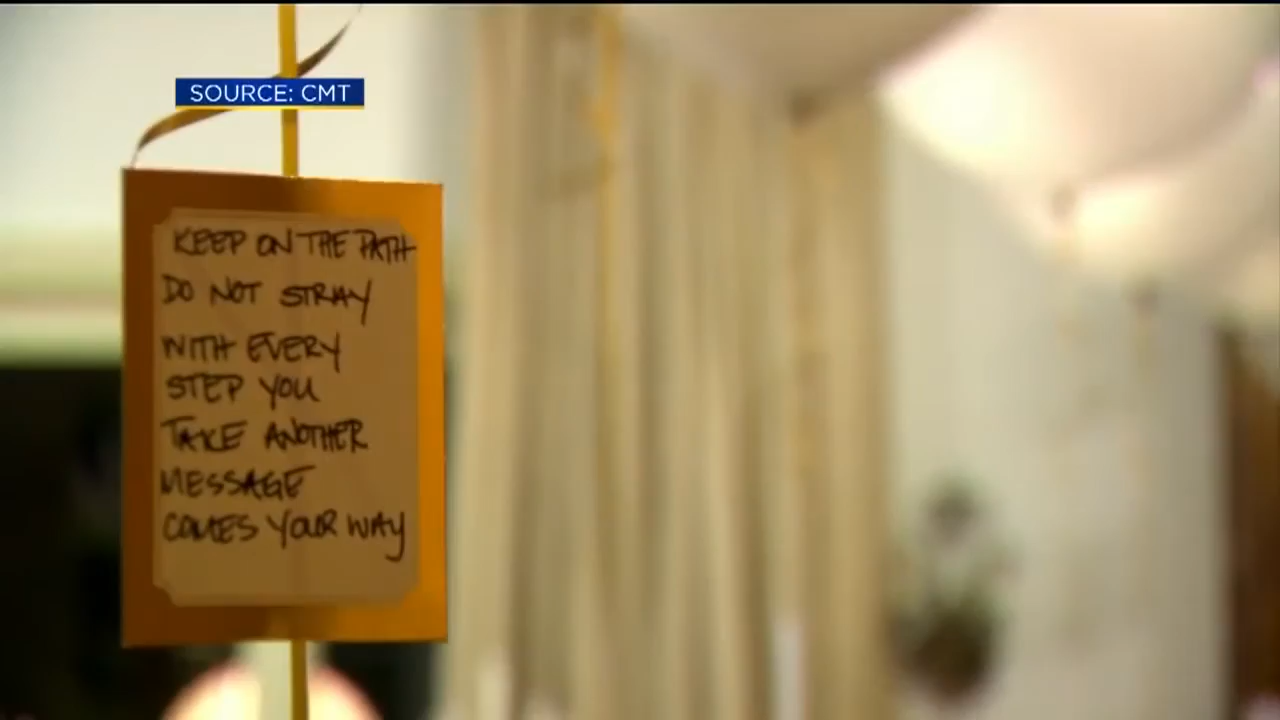 SOURCE: CMT
KEEP ON THE PATH
DO NOT STRAY
WITH EVERY
STEP YOU
TAKE ANOTHER
MESSAGE
COMES YOUR WAY